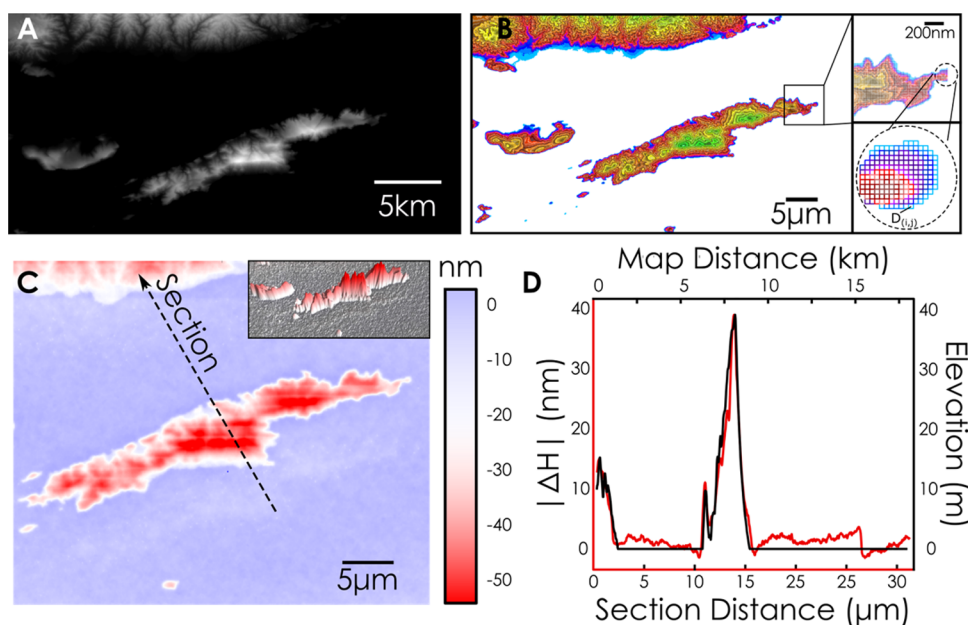 A
5km
B
200nm
5µm
D(i,j)
C
Section
5µm
nm
0
-10
-20
-30
-40
-50
Map Distance (km)
D
0 5 10 15
|ΔH| (nm)
40
30
20
10
0
Elevation (m)
40
30
20
10
0
0 5 10 15 20 25 30
Section Distance (µm)